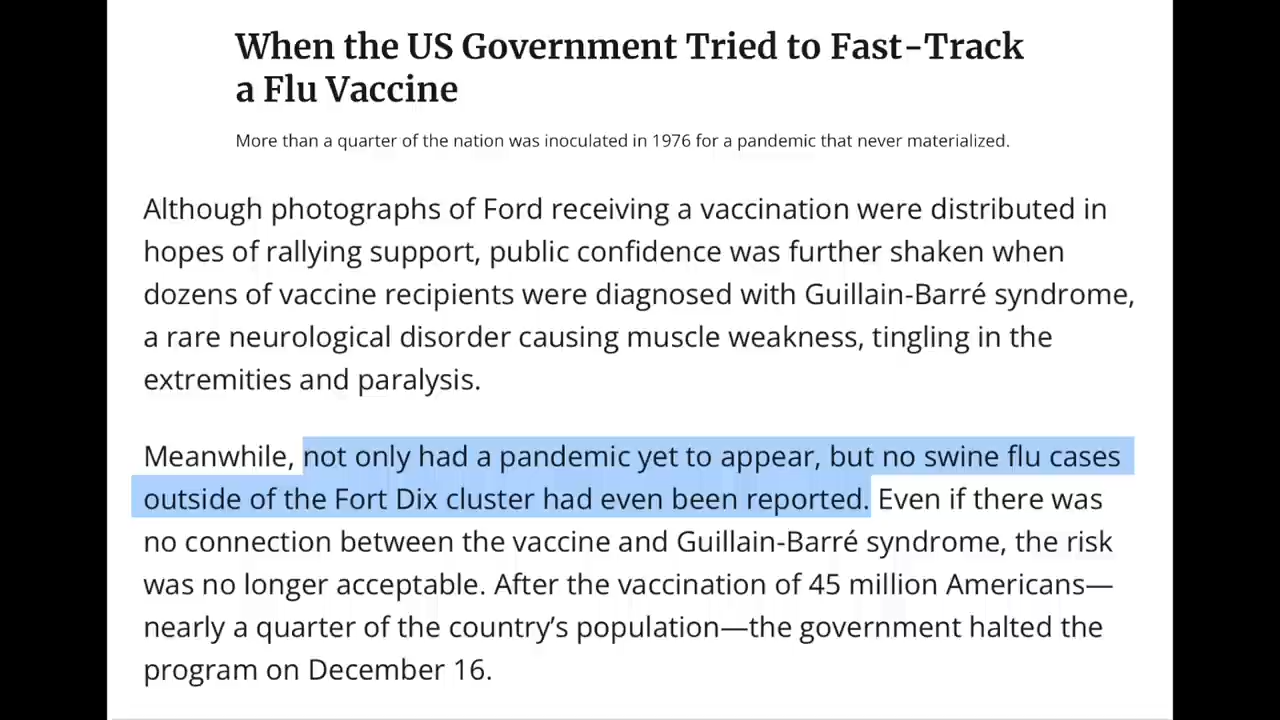 When the US Government Tried to Fast-Track
a Flu Vaccine
More than a quarter of the nation was inoculated in 1976 for a pandemic that never materialized.
Although photographs of Ford receiving a vaccination were distributed in
hopes of rallying support, public confidence was further shaken when
dozens of vaccine recipients were diagnosed with Guillain-Barré syndrome,
a rare neurological disorder causing muscle weakness, tingling in the
extremities and paralysis.
Meanwhile, not only had a pandemic yet to appear, but no swine flu cases
outside of the Fort Dix cluster had even been reported. Even if there was
no connection between the vaccine and Guillain-Barré syndrome, the risk
was no longer acceptable. After the vaccination of 45 million Americans—
nearly a quarter of the country’s population—the government halted the
program on December 16.